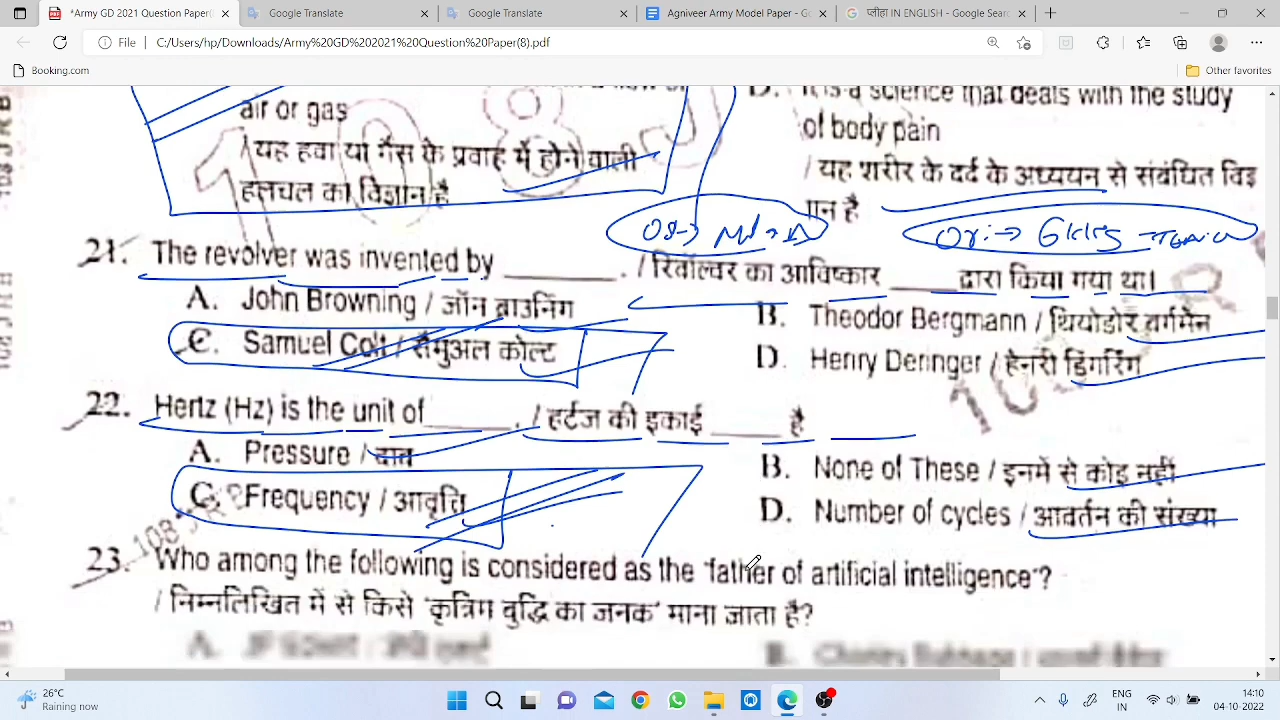 *Army GD 2021 Question Paper(
Google Translate
Google Translate
Agniveer Army Model Paper - G
प्लीहा IN ENGLISH - Google Searc
File
C:/Users/hp/Downloads/Army%20GD%202021%20Question%20Paper(8).pdf
Booking.com
Other favorites
air or gas
/ यह हवा या गैस के प्रवाह में होने वाली
हलचल का विज्ञान है
D. It is a science that deals with the study
of body pain
/ यह शरीर के दर्द के अध्ययन से संबंधित विज्ञ
ान है
21. The revolver was invented by ________. / रिवॉल्वर का आविष्कार _____द्वारा किया गया था।
A. John Browning / जॉन ब्राउनिंग
B. Theodor Bergmann / थियोडोर बर्गमैन
C. Samuel Colt / सैमुअल कोल्ट
D. Henry Deringer / हेनरी डिंगरिंग
22. Hertz (Hz) is the unit of________. / हर्टज की इकाई _____ है
A. Pressure / दाब
B. None of These / इनमें से कोई नहीं
C. Frequency / आवृत्ति
D. Number of cycles / आवर्तन की संख्या
23. Who among the following is considered as the 'father of artificial intelligence'?
/ निम्नलिखित में से किसे 'कृत्रिम बुद्धि का जनक' माना जाता है?
A.
B. Charles
26°C
Raining now
ENG
IN
14:10
04-10-2022